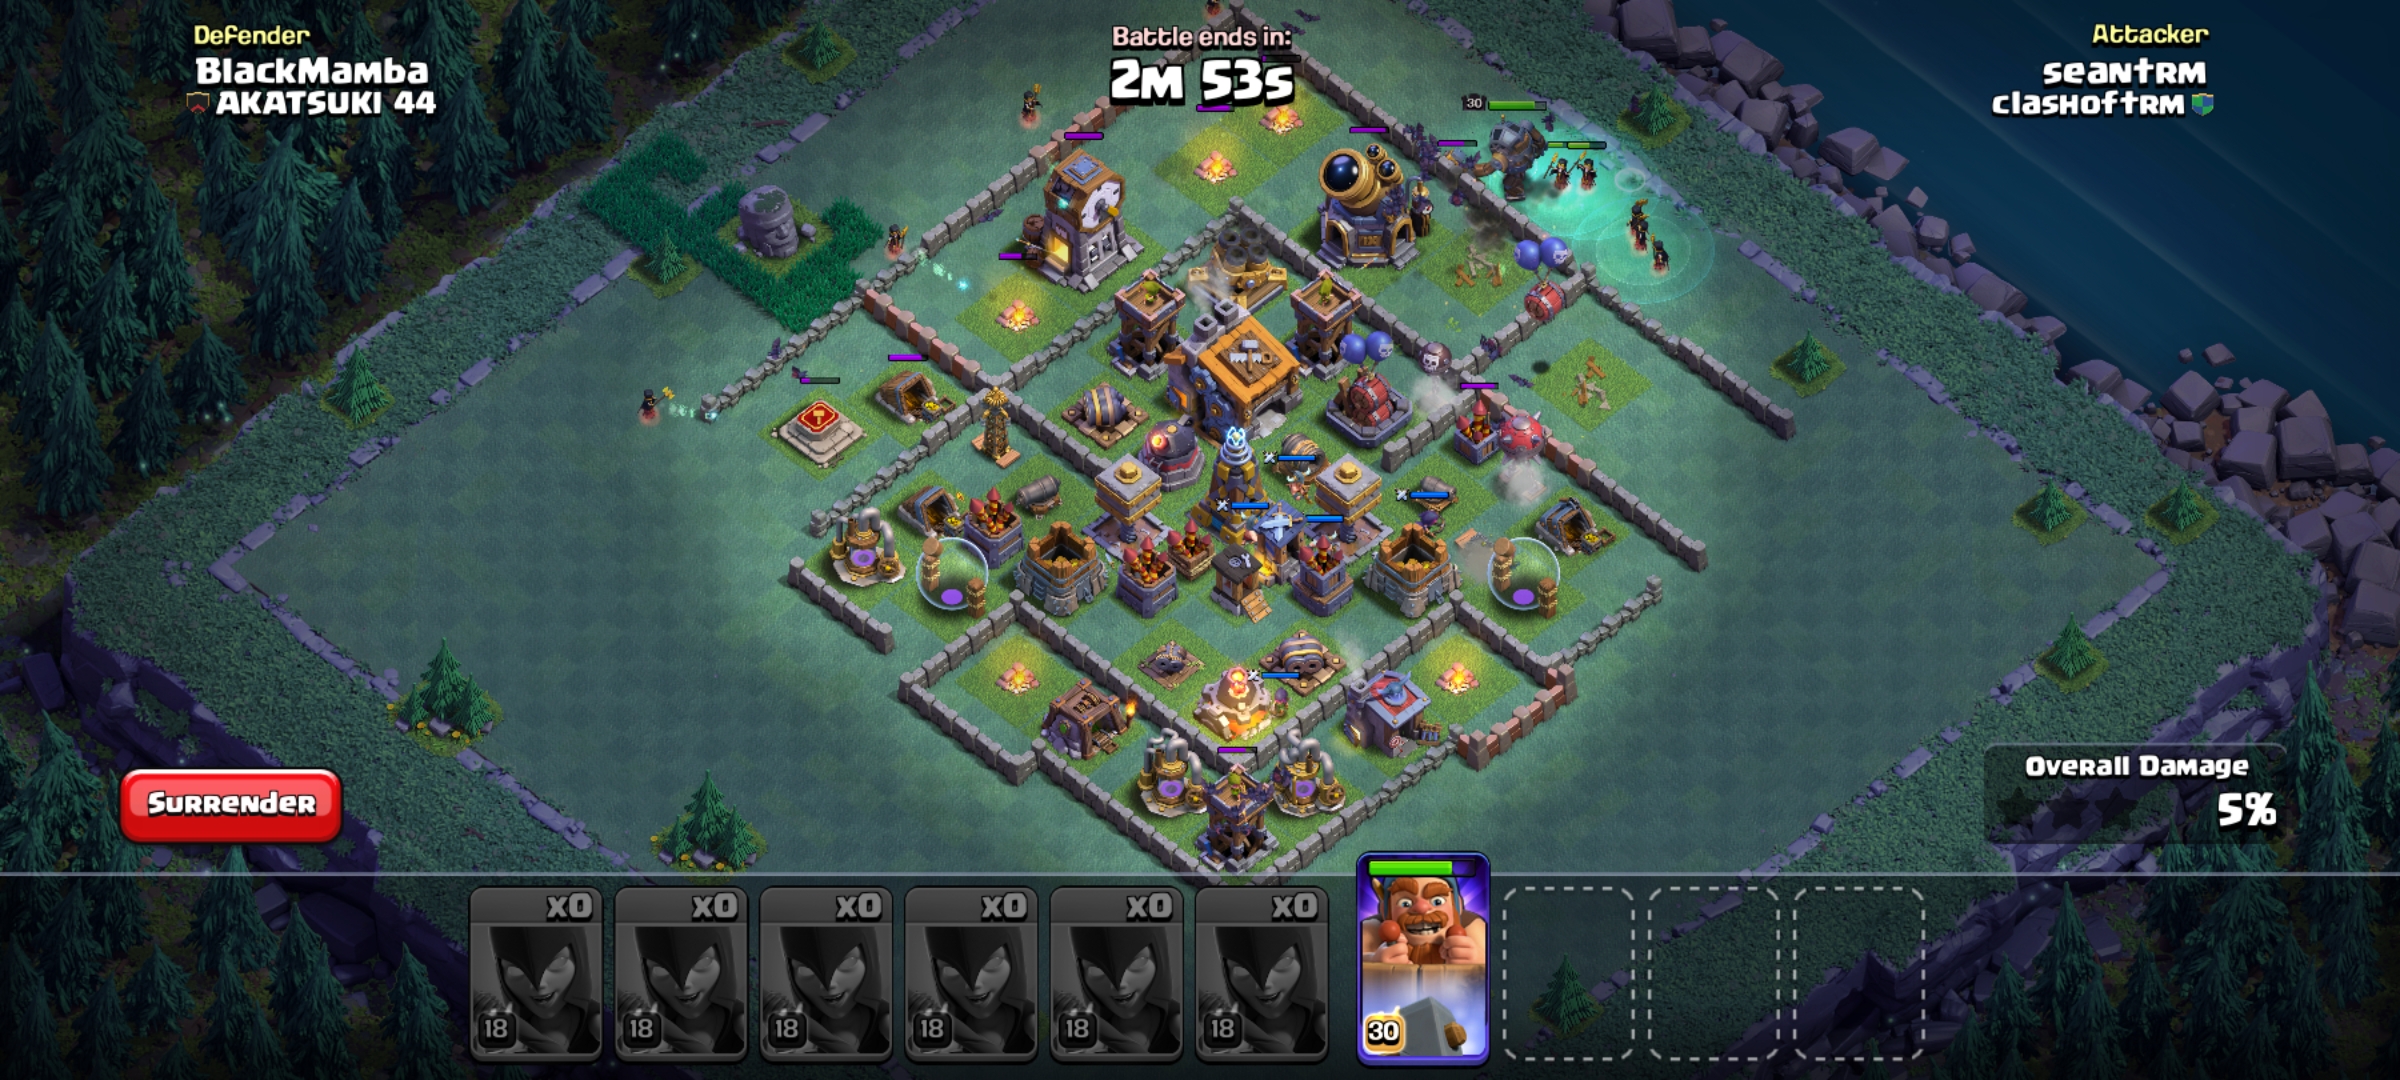 Defender
BlackMamba
AKATSUKI 44
Battle ends in:
2M 53s
Attacker
seantRM
clashoftRM
30
Surrender
Overall Damage
5%
x0
x0
x0
x0
x0
x0
18
18
18
18
18
18
30